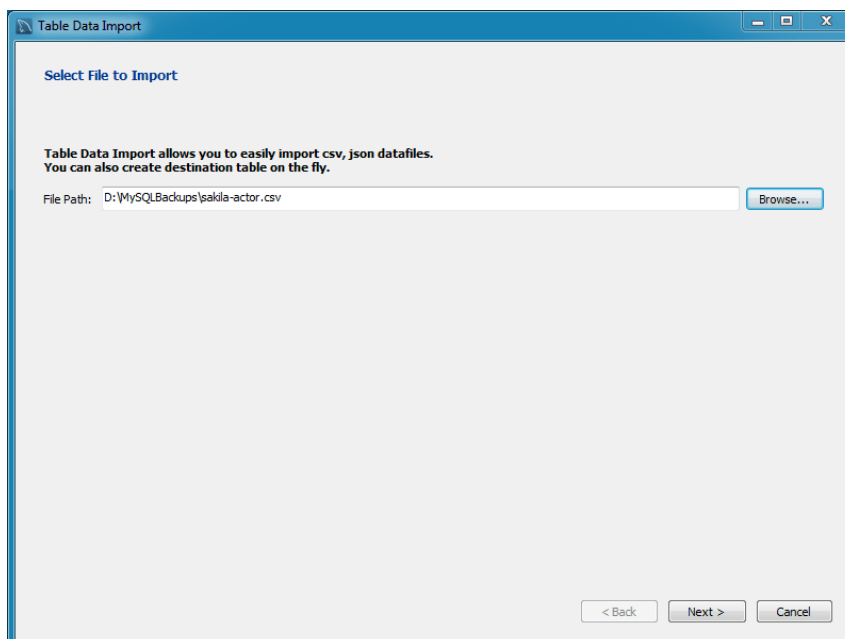 Table Data Import
Select File to Import
Table Data Import allows you to easily import csv, json datafiles.
You can also create destination table on the fly.
File Path: D:\MySQLBackups\sakila-actor.csv Browse...
< Back Next > Cancel